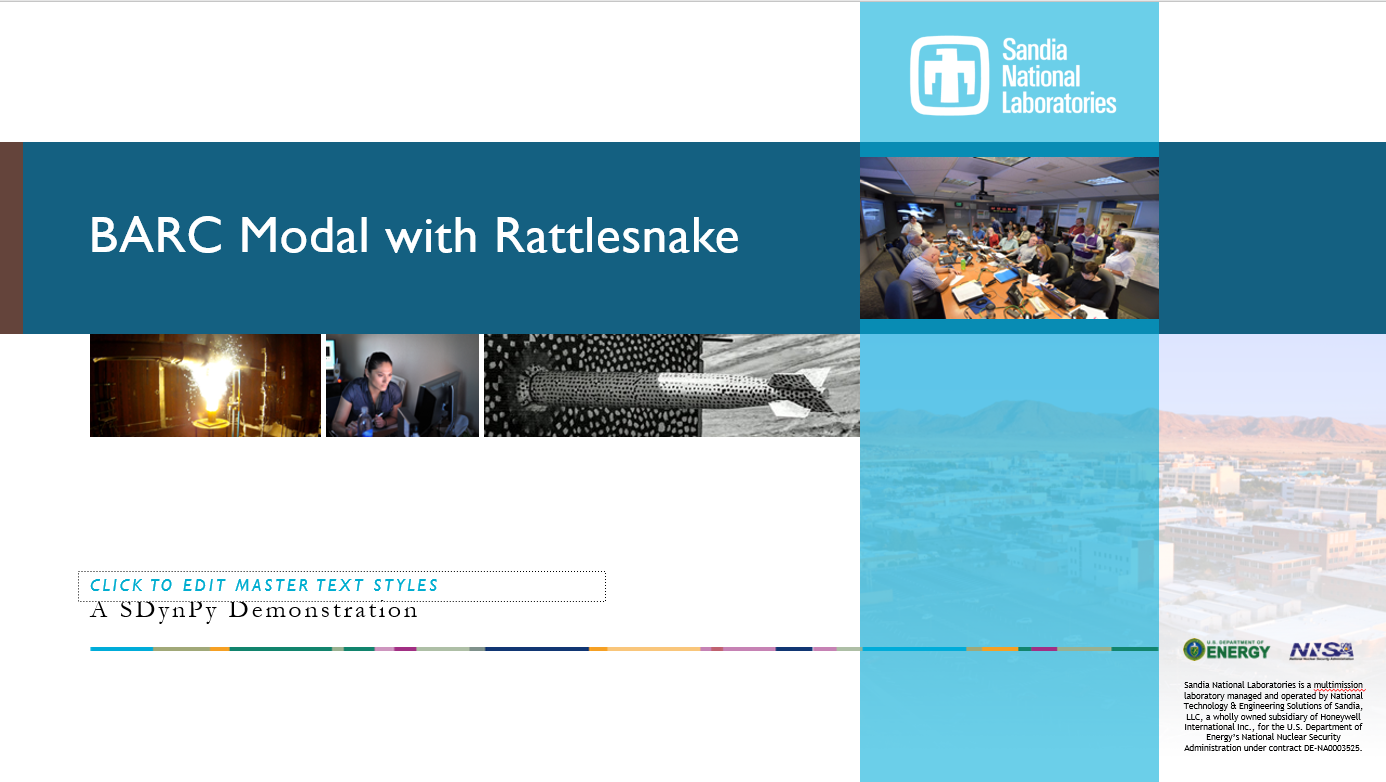 Sandia
National
Laboratories
BARC Modal with Rattlesnake
CLICK TO EDIT MASTER TEXT STYLES
A SDynPy Demonstration
U.S. DEPARTMENT OF
ENERGY
NNSA
National Nuclear Security Administration
Sandia National Laboratories is a multimission
laboratory managed and operated by National
Technology & Engineering Solutions of Sandia,
LLC, a wholly owned subsidiary of Honeywell
International Inc., for the U.S. Department of
Energy's National Nuclear Security
Administration under contract DE-NA0003525.